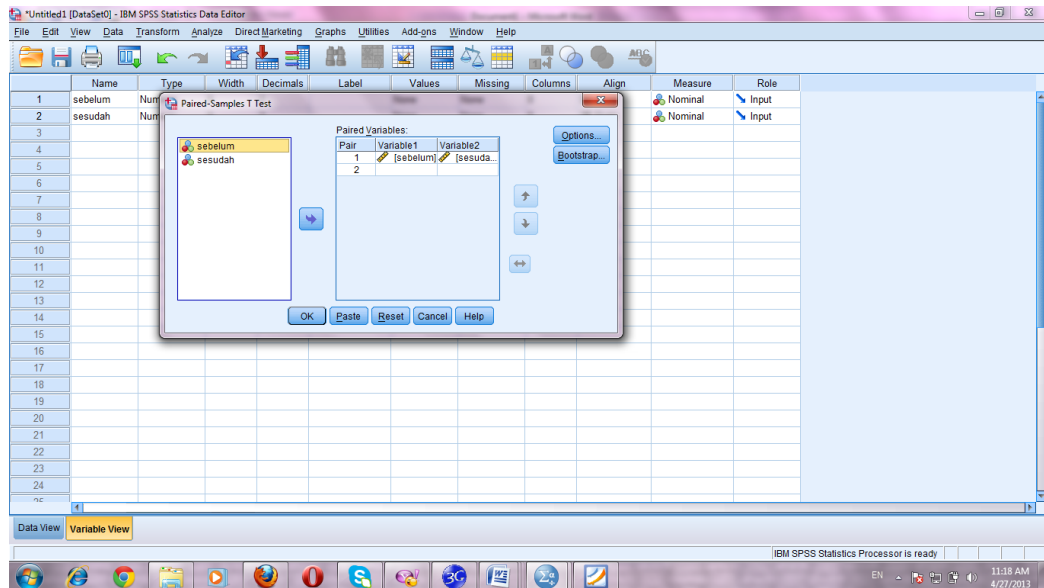 *Untitled1 [DataSet0] - IBM SPSS Statistics Data Editor
File Edit View Data Transform Analyze Direct Marketing Graphs Utilities Add-ons Window Help
Name Type Width Decimals Label Values Missing Columns Align Measure Role
1 sebelum Num Nominal Input
2 sesudah Num Nominal Input
3
4
5
6
7
8
9
10
11
12
13
14
15
16
17
18
19
20
21
22
23
24
25
Paired-Samples T Test
sebelum
sesudah
Paired Variables:
Pair Variable1 Variable2
1 [sebelum] [sesuda...
2
Options...
Bootstrap...
OK Paste Reset Cancel Help
Data View Variable View
IBM SPSS Statistics Processor is ready
EN 11:18 AM
4/27/2013